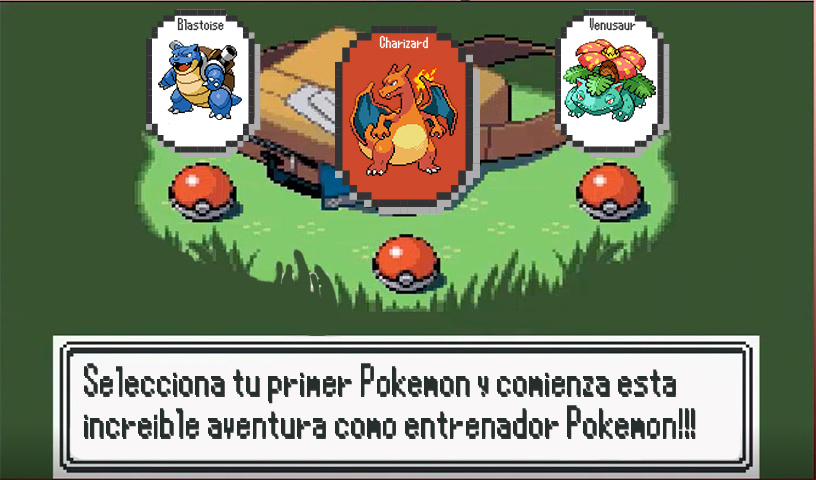 Blastoise
Charizard
Venusaur
Selecciona tu primer Pokemon y comienza esta
increible aventura como entrenador Pokemon!!!